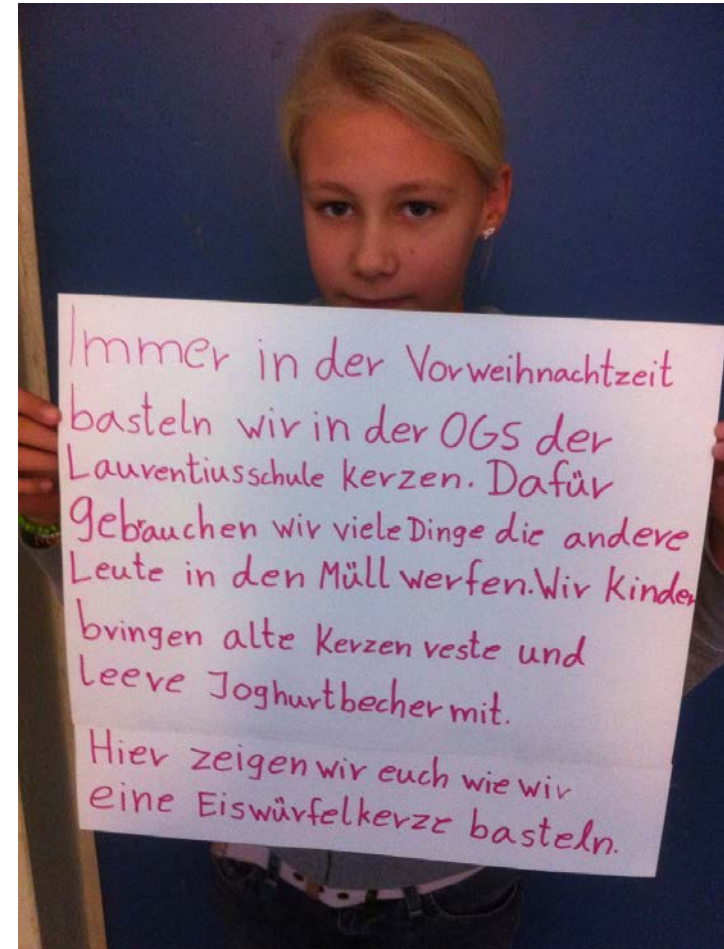 Immer in der Vorweihnachtzeit
basteln wir in der OGS der
Laurentiusschule kerzen. Dafür
gebrauchen wir viele Dinge die andere
Leute in den Müll werfen. Wir kinder
bringen alte kerzen reste und
leere Joghurtbecher mit.
Hier zeigen wir euch wie wir
eine Eiswürfelkerze basteln.